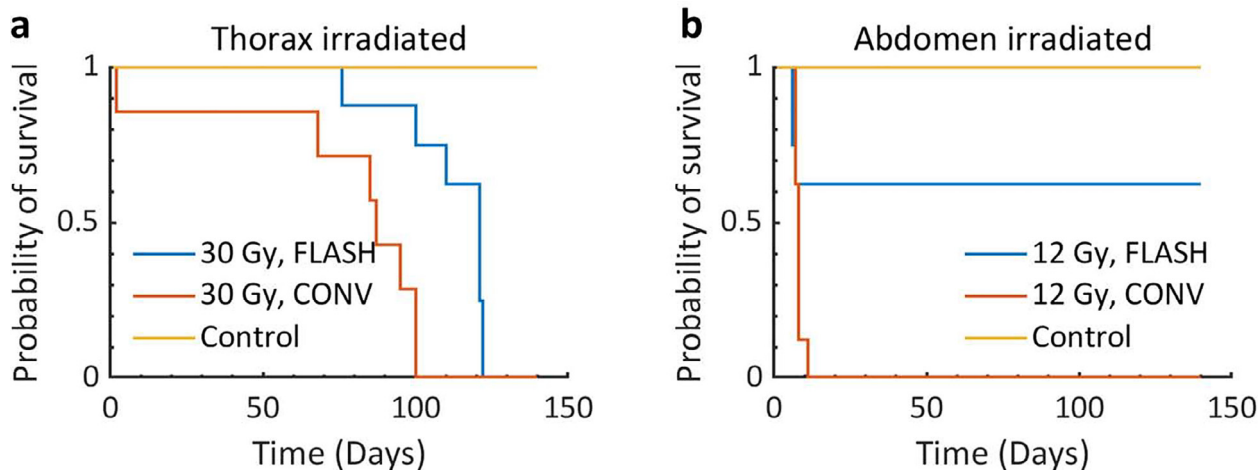 a
Thorax irradiated
Probability of survival
1
0.5
0
30 Gy, FLASH
30 Gy, CONV
Control
0 50 100 150
Time (Days)
b
Abdomen irradiated
Probability of survival
1
0.5
0
12 Gy, FLASH
12 Gy, CONV
Control
0 50 100 150
Time (Days)